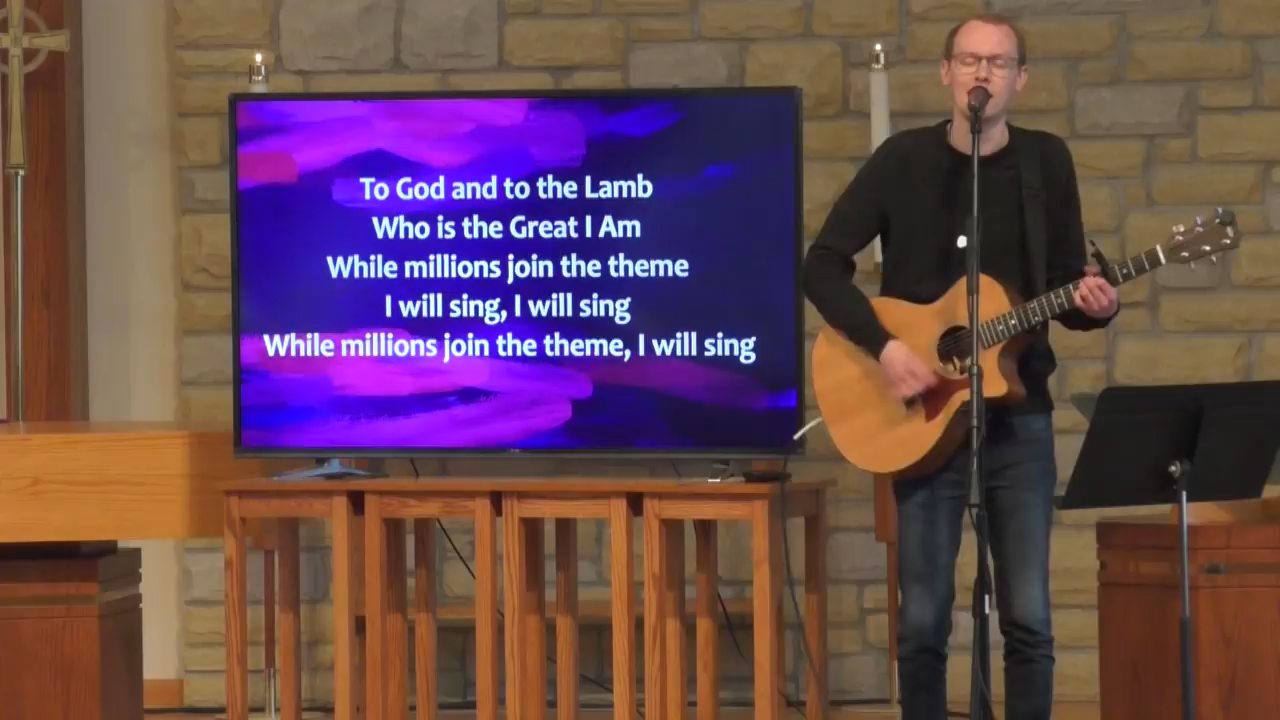 To God and to the Lamb
Who is the Great I Am
While millions join the theme
I will sing, I will sing
While millions join the theme, I will sing